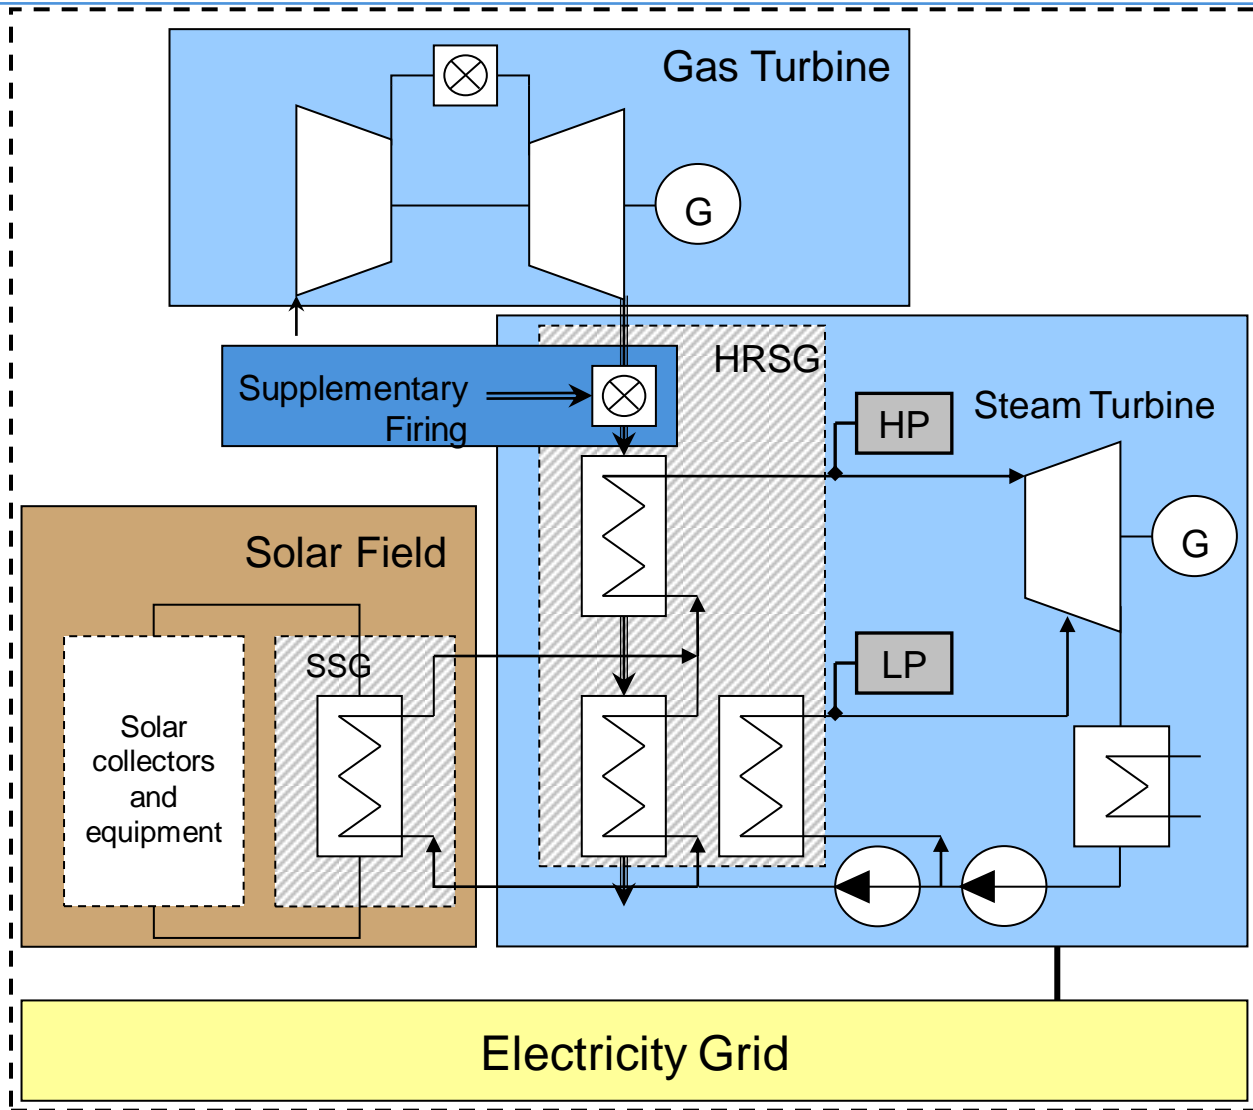 Gas Turbine
G
HRSG
Supplementary
Firing
HP
Steam Turbine
G
Solar Field
LP
SSG
Solar
collectors
and
equipment
Electricity Grid